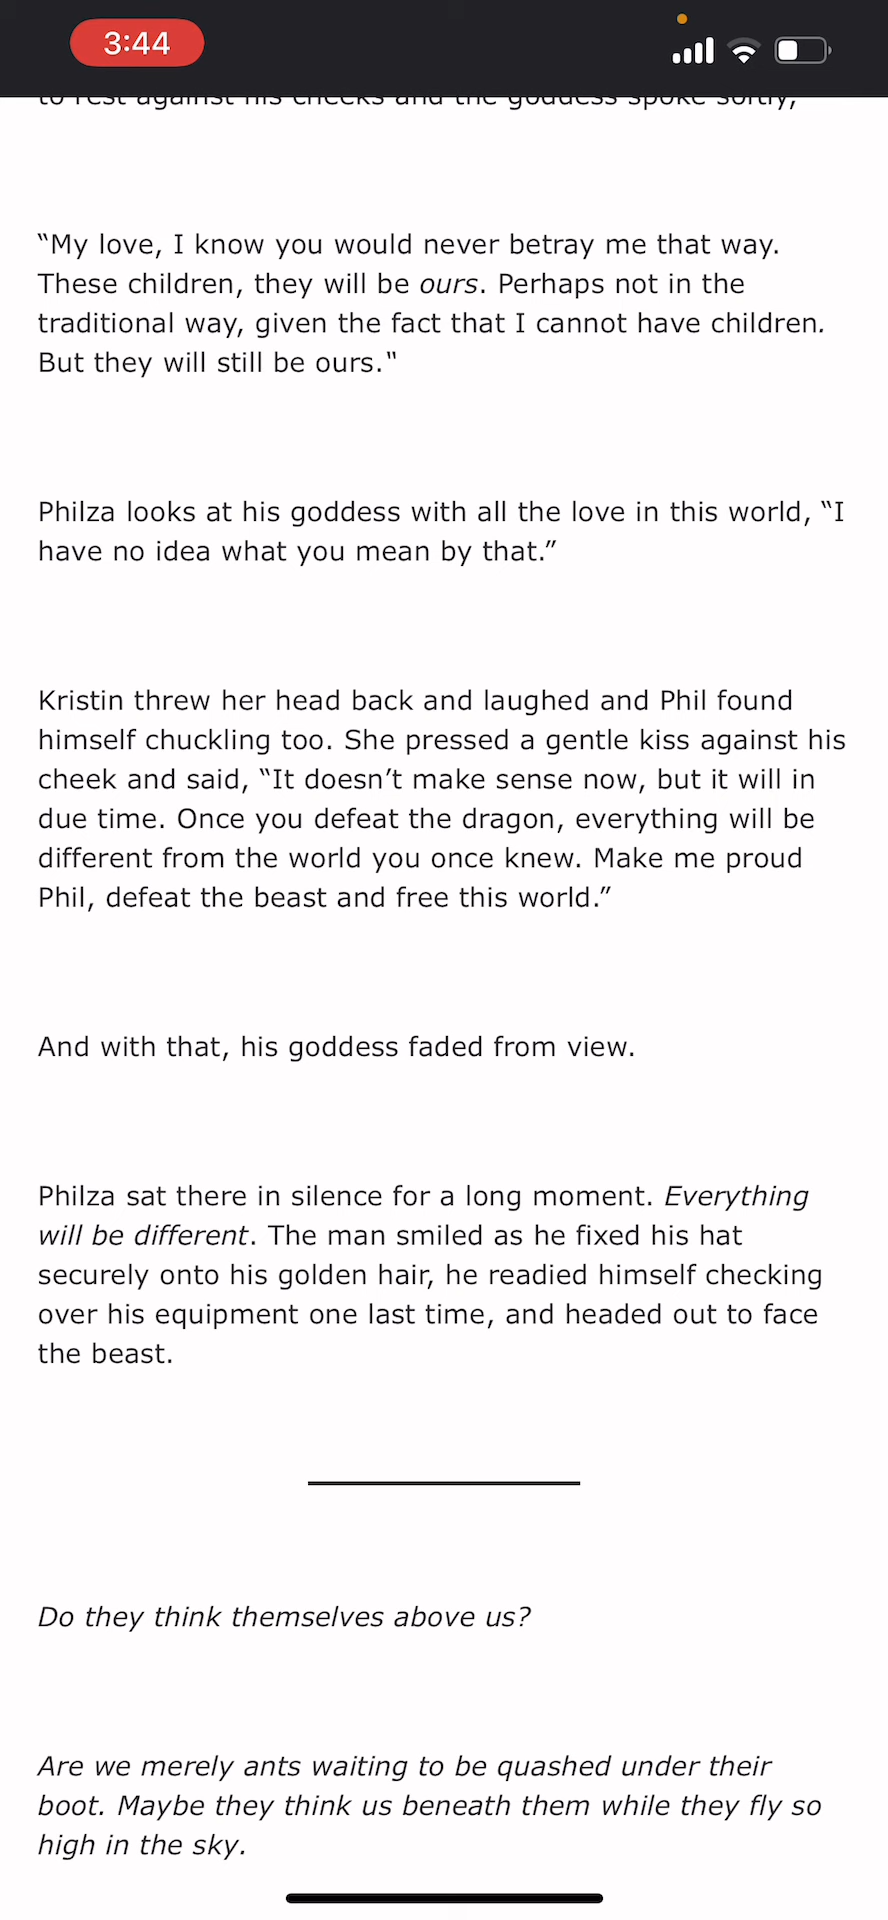 3:44
to rest against his cheeks and the goddess spoke softly,
“My love, I know you would never betray me that way.
These children, they will be ours. Perhaps not in the
traditional way, given the fact that I cannot have children.
But they will still be ours."
Philza looks at his goddess with all the love in this world, “I
have no idea what you mean by that.”
Kristin threw her head back and laughed and Phil found
himself chuckling too. She pressed a gentle kiss against his
cheek and said, “It doesn’t make sense now, but it will in
due time. Once you defeat the dragon, everything will be
different from the world you once knew. Make me proud
Phil, defeat the beast and free this world.”
And with that, his goddess faded from view.
Philza sat there in silence for a long moment. Everything
will be different. The man smiled as he fixed his hat
securely onto his golden hair, he readied himself checking
over his equipment one last time, and headed out to face
the beast.
Do they think themselves above us?
Are we merely ants waiting to be quashed under their
boot. Maybe they think us beneath them while they fly so
high in the sky.